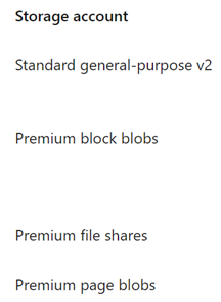 Storage account
Standard general-purpose v2
Premium block blobs
Premium file shares
Premium page blobs